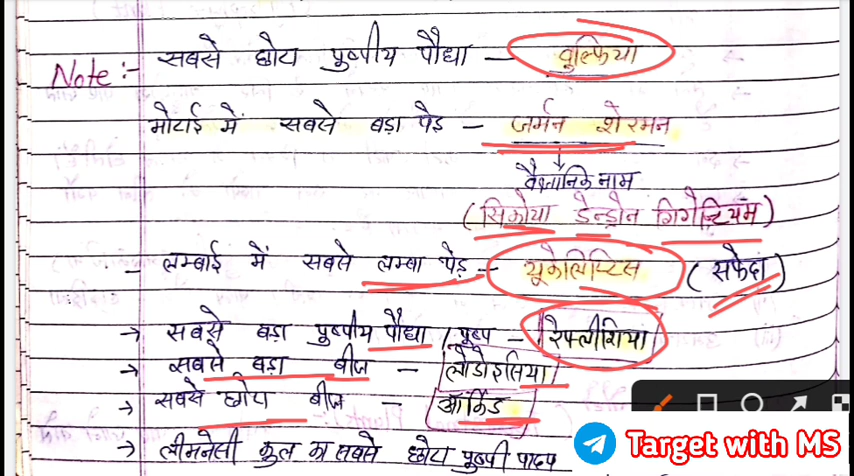 सबसे छोटा पुष्पीय पौधा – वुल्फिया
Note :-
मोटाई में सबसे बड़ा पेड़ – जर्मन शेरमन
↓
वैज्ञानिक नाम
(सिकोया डेन्ड्रोन गिगेन्टियम)
- लम्बाई में सबसे लम्बा पेड़ – यूकेलिप्टिस (सफेदा)
→ सबसे बड़ा पुष्पीय पौधा / पुष्प – रेफ्लीशिया
→ सबसे बड़ा बीज – लोडोइसिया
→ सबसे छोटा बीज – ऑर्किड
→ लीमनेसी कुल का सबसे छोटा पुष्पी पादप
Target with MS